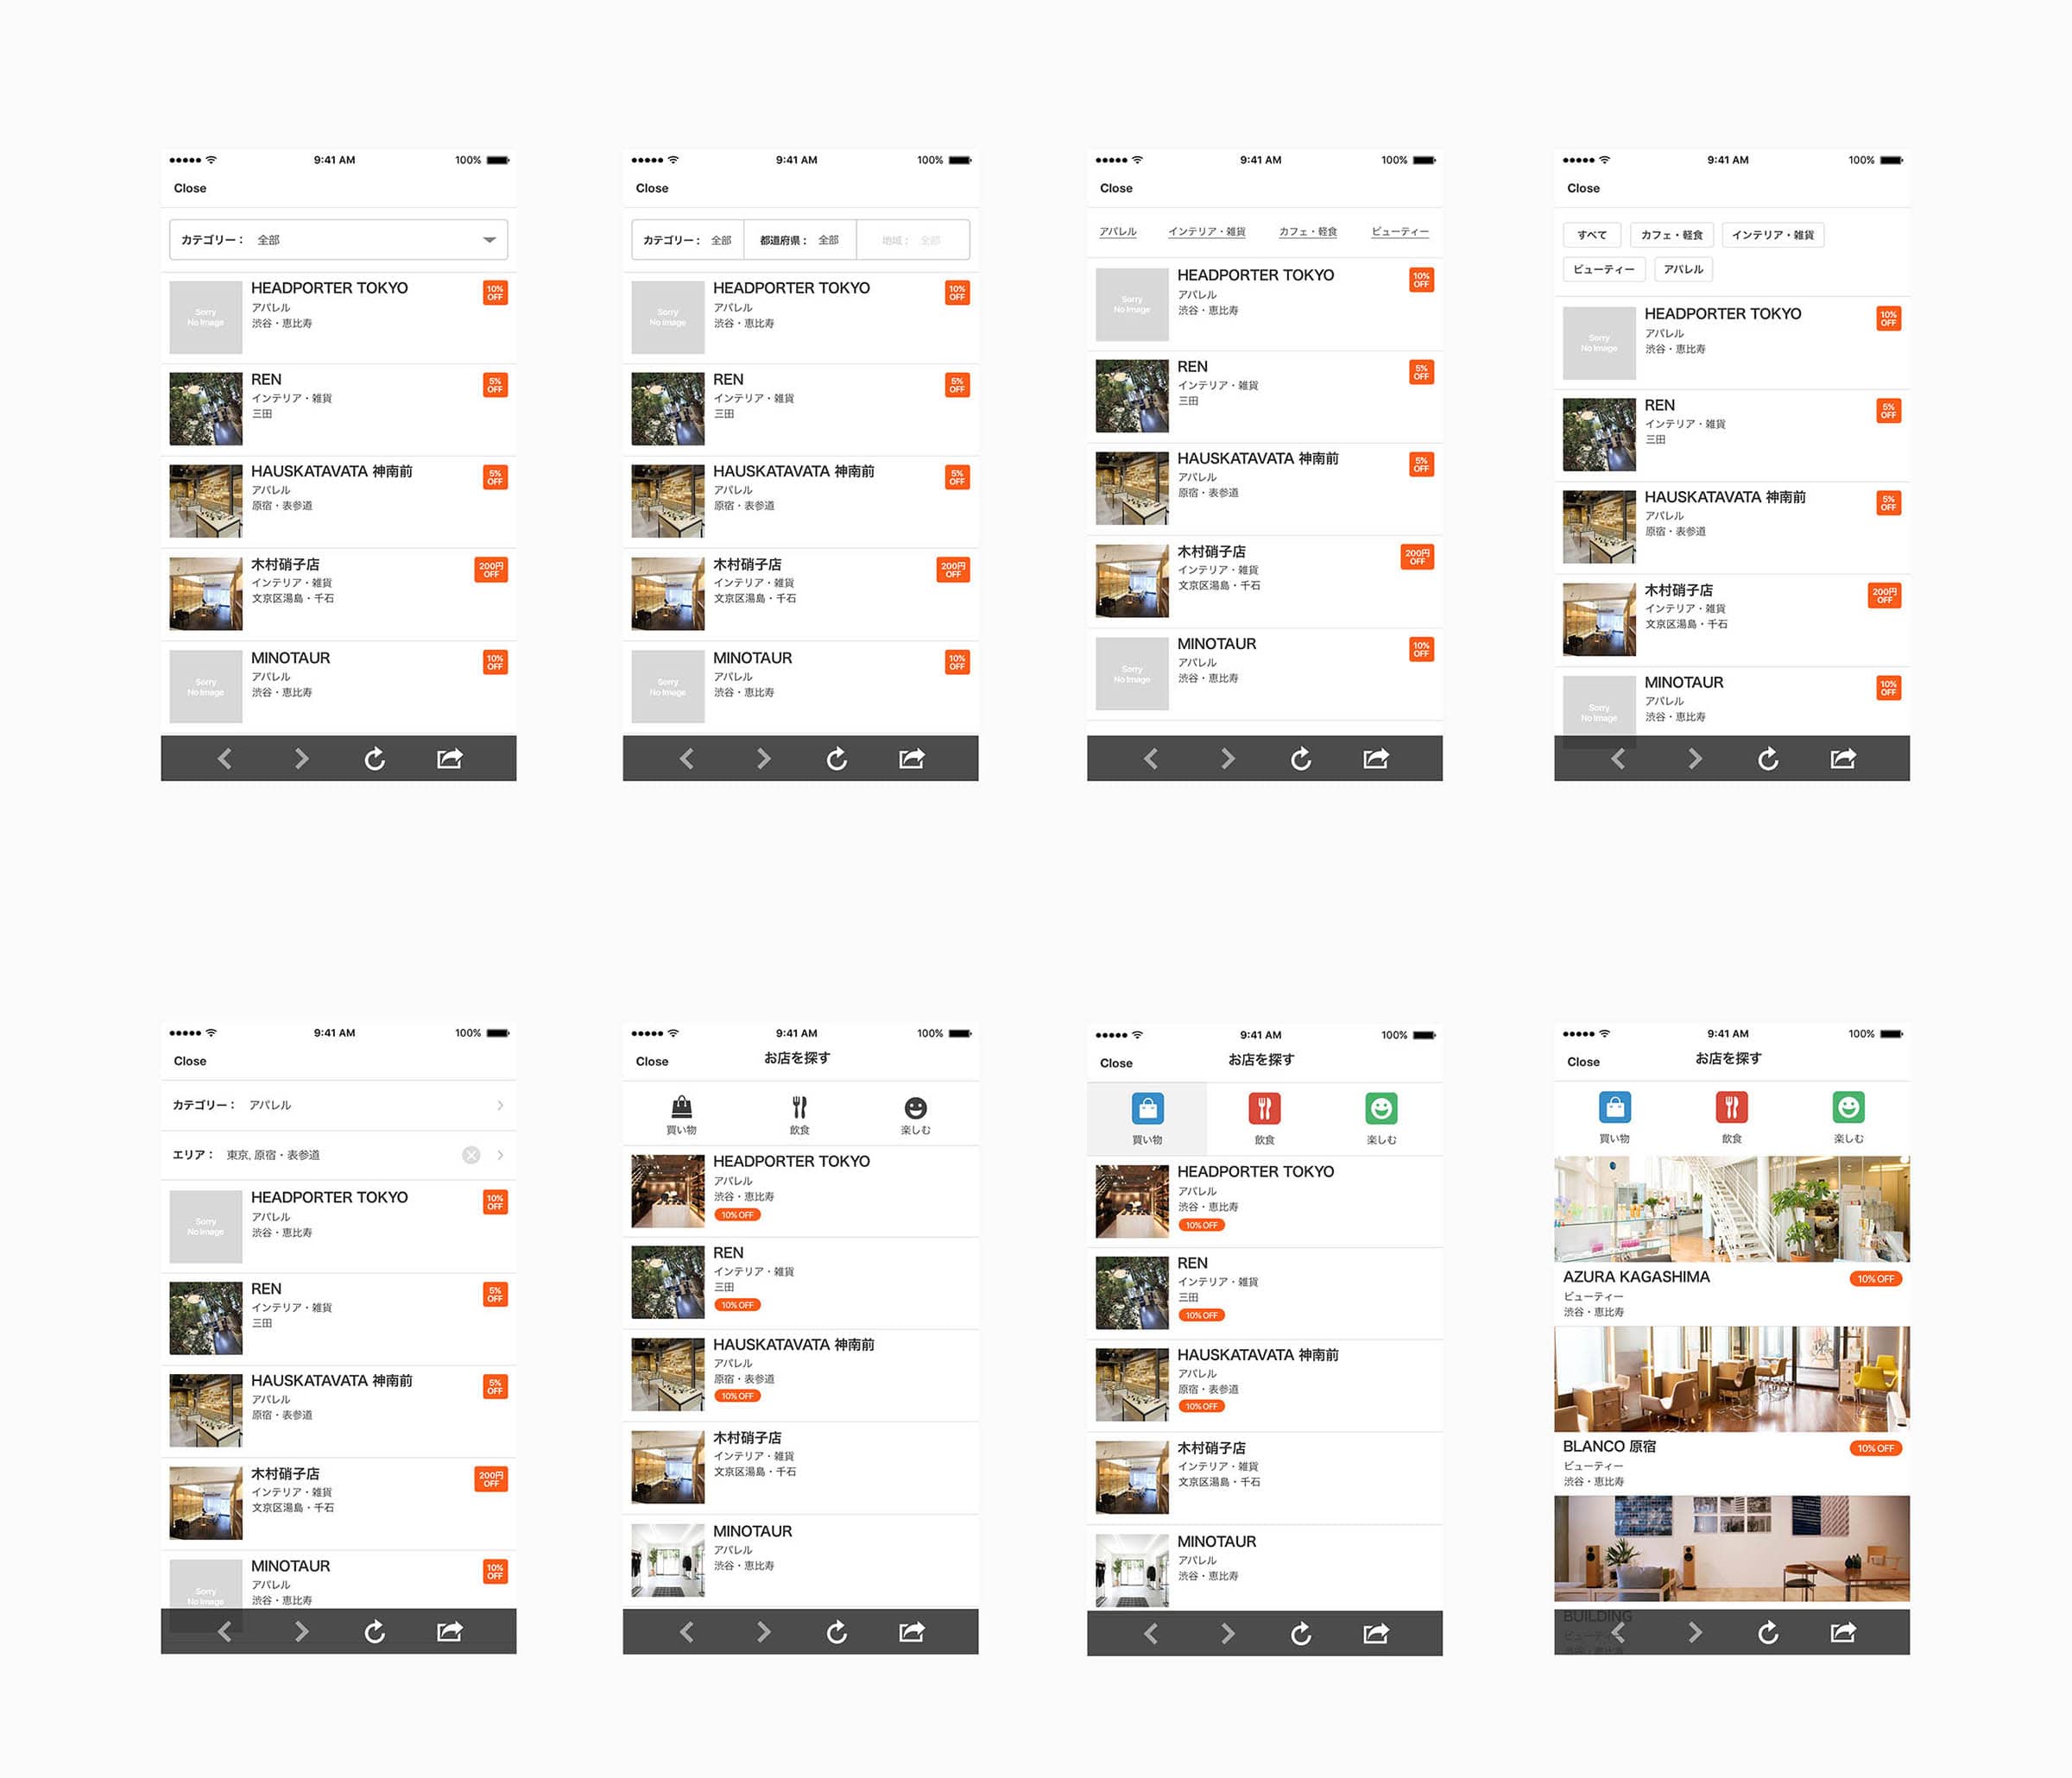 9:41 AM 100%
Close
カテゴリー： 全部
Sorry
No Image
HEADPORTER TOKYO
アパレル
渋谷・恵比寿
10%
OFF
REN
インテリア・雑貨
三田
5%
OFF
HAUSKATAVATA 神南前
アパレル
原宿・表参道
5%
OFF
木村硝子店
インテリア・雑貨
文京区湯島・千石
200円
OFF
Sorry
No Image
MINOTAUR
アパレル
渋谷・恵比寿
10%
OFF
9:41 AM 100%
Close
カテゴリー： 全部 都道府県： 全部 地域： 全部
Sorry
No Image
HEADPORTER TOKYO
アパレル
渋谷・恵比寿
10%
OFF
REN
インテリア・雑貨
三田
5%
OFF
HAUSKATAVATA 神南前
アパレル
原宿・表参道
5%
OFF
木村硝子店
インテリア・雑貨
文京区湯島・千石
200円
OFF
Sorry
No Image
MINOTAUR
アパレル
渋谷・恵比寿
10%
OFF
9:41 AM 100%
Close
アパレル インテリア・雑貨 カフェ・軽食 ビューティー
Sorry
No Image
HEADPORTER TOKYO
アパレル
渋谷・恵比寿
10%
OFF
REN
インテリア・雑貨
三田
5%
OFF
HAUSKATAVATA 神南前
アパレル
原宿・表参道
5%
OFF
木村硝子店
インテリア・雑貨
文京区湯島・千石
200円
OFF
Sorry
No Image
MINOTAUR
アパレル
渋谷・恵比寿
10%
OFF
9:41 AM 100%
Close
すべて カフェ・軽食 インテリア・雑貨
ビューティー アパレル
Sorry
No Image
HEADPORTER TOKYO
アパレル
渋谷・恵比寿
10%
OFF
REN
インテリア・雑貨
三田
5%
OFF
HAUSKATAVATA 神南前
アパレル
原宿・表参道
5%
OFF
木村硝子店
インテリア・雑貨
文京区湯島・千石
200円
OFF
Sorry
No Image
MINOTAUR
アパレル
渋谷・恵比寿
10%
OFF
9:41 AM 100%
Close
カテゴリー： アパレル
エリア： 東京, 原宿・表参道
Sorry
No Image
HEADPORTER TOKYO
アパレル
渋谷・恵比寿
10%
OFF
REN
インテリア・雑貨
三田
5%
OFF
HAUSKATAVATA 神南前
アパレル
原宿・表参道
5%
OFF
木村硝子店
インテリア・雑貨
文京区湯島・千石
200円
OFF
Sorry
No Image
MINOTAUR
アパレル
渋谷・恵比寿
10%
OFF
9:41 AM 100%
Close お店を探す
買い物 飲食 楽しむ
HEADPORTER TOKYO
アパレル
渋谷・恵比寿
10% OFF
REN
インテリア・雑貨
三田
10% OFF
HAUSKATAVATA 神南前
アパレル
原宿・表参道
10% OFF
木村硝子店
インテリア・雑貨
文京区湯島・千石
MINOTAUR
アパレル
渋谷・恵比寿
9:41 AM 100%
Close お店を探す
買い物 飲食 楽しむ
HEADPORTER TOKYO
アパレル
渋谷・恵比寿
10% OFF
REN
インテリア・雑貨
三田
10% OFF
HAUSKATAVATA 神南前
アパレル
原宿・表参道
10% OFF
木村硝子店
インテリア・雑貨
文京区湯島・千石
MINOTAUR
アパレル
渋谷・恵比寿
9:41 AM 100%
Close お店を探す
買い物 飲食 楽しむ
AZURA KAGASHIMA 10% OFF
ビューティー
渋谷・恵比寿
BLANCO 原宿 10% OFF
ビューティー
渋谷・恵比寿
BUILDING